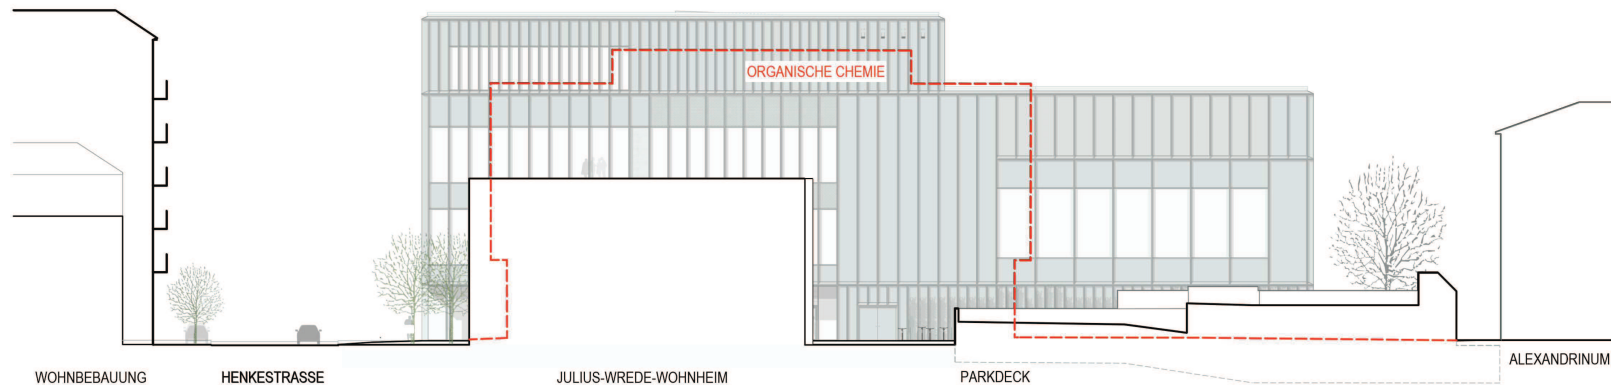 ORGANISCHE CHEMIE
WOHNBEBAUUNG
HENKESTRASSE
JULIUS-WREDE-WOHNHEIM
PARKDECK
ALEXANDRINUM